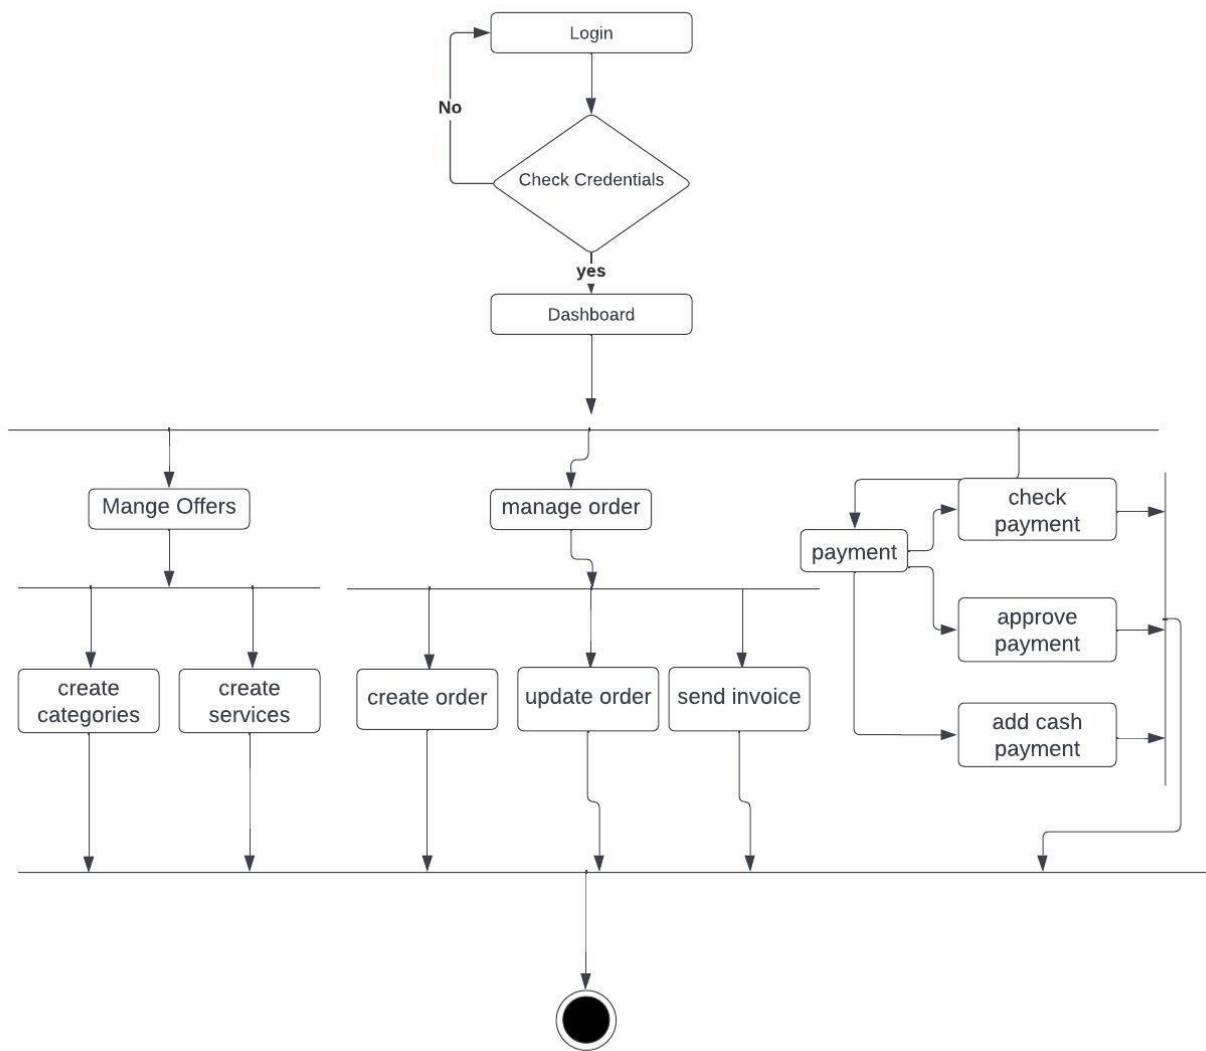 Login
No
Check Credentials
yes
Dashboard
Mange Offers
manage order
payment
check
payment
approve
payment
add cash
payment
create
categories
create
services
create order
update order
send invoice